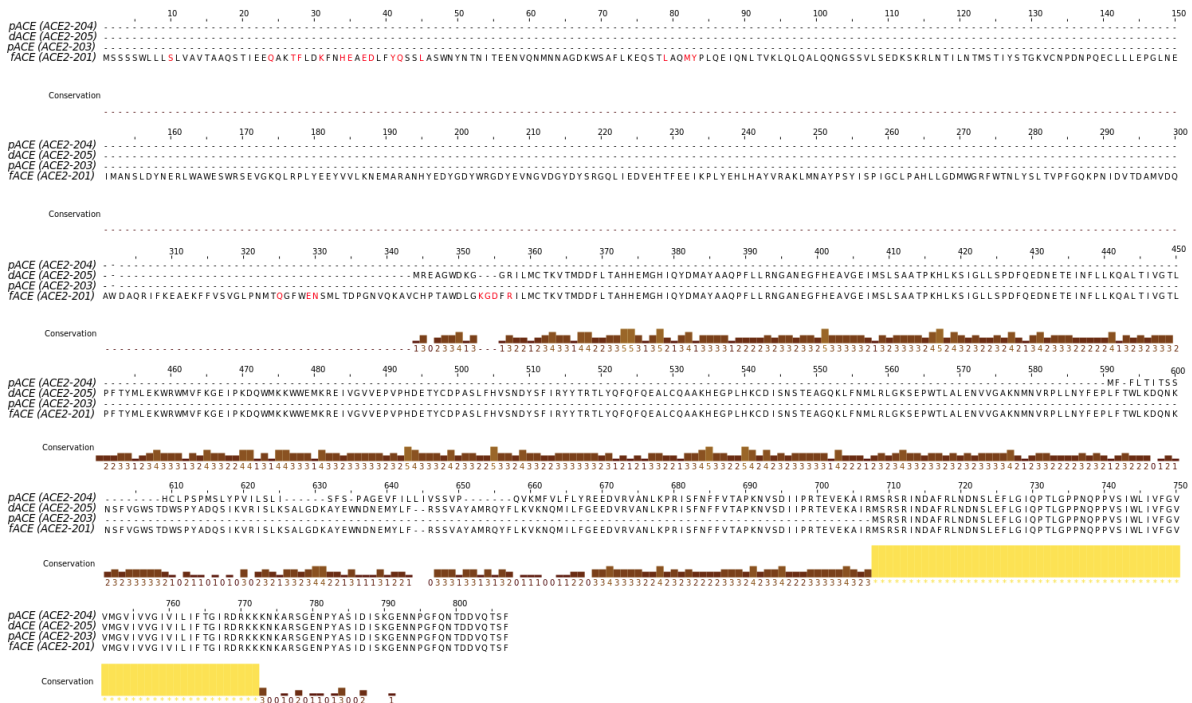 10 20 30 40 50 60 70 80 90 100 110 120 130 140 150
pACE (ACE2-204)
dACE (ACE2-205)
pACE (ACE2-203)
fACE (ACE2-201) MSSSSWLLLSLVAVTAAQSTIEEQAKTFLDKFNHEAEDLFYQSSLASWNYNTNITEENVQNMNNAGDKWSAFLKEQSTLAQMYPLQEIQNLTVKLQLQALQQNGSSVLSEDKSKRLNTILNTMSTIYSTGKVCNPDNPQECLLLEPGLNE
Conservation
160 170 180 190 200 210 220 230 240 250 260 270 280 290 300
pACE (ACE2-204)
dACE (ACE2-205)
pACE (ACE2-203)
fACE (ACE2-201) IMANSLDYNERLWAWESWRSEVGKQLRPLYEEYVVLKNEMARANHYEDYGDYWRGDYEVNGVDGYDYSRGQLIEDVEHTFEEIKPLYEHLHAYVRAKLMNAYPSYISPIGCLPAHLLGDMWGRFWTNLYSLTVPFGQKPNIDVTDAMVDQ
Conservation
310 320 330 340 350 360 370 380 390 400 410 420 430 440 450
pACE (ACE2-204)
dACE (ACE2-205) MREAGWDKG---GRILMCTKVTMDDFLTAHHEMGHIQYDMAYAAQPFLLRNGANEGFHEAVGEIMSLSAATPKHLKSIGLLSPDFQEDNETEINFLLKQALTIVGTL
pACE (ACE2-203)
fACE (ACE2-201) AWDAQRIFKEAEKFFVSVGLPNMTQGFWENSMLTDPGNVQKAVCHPTAWDLGKGDFRILMCTKVTMDDFLTAHHEMGHIQYDMAYAAQPFLLRNGANEGFHEAVGEIMSLSAATPKHLKSIGLLSPDFQEDNETEINFLLKQALTIVGTL
Conservation
460 470 480 490 500 510 520 530 540 550 560 570 580 590 600
pACE (ACE2-204) MF-FLTITSS
dACE (ACE2-205) PFTYMLEKWRWMVFKGEIPKDQWMKKWWEMKREIVGVVEPVPHDETYCDPASLFHVSNDYSFIRYYTRTLYQFQFQEALCQAAKHEGPLHKCDISNSTEAGQKLFNMLRLGKSEPWTLALENVVGAKNMNVRPLLNYFEPLFTWLKDQNK
pACE (ACE2-203)
fACE (ACE2-201) PFTYMLEKWRWMVFKGEIPKDQWMKKWWEMKREIVGVVEPVPHDETYCDPASLFHVSNDYSFIRYYTRTLYQFQFQEALCQAAKHEGPLHKCDISNSTEAGQKLFNMLRLGKSEPWTLALENVVGAKNMNVRPLLNYFEPLFTWLKDQNK
Conservation
610 620 630 640 650 660 670 680 690 700 710 720 730 740 750
pACE (ACE2-204) --------HCLPSPMSLYPVILSLI------SFS-PAGEVFILLIVSSVP-------QVKMFVLFLYREEDVRVANLKPRISFNFFVTAPKNVSDIIPRTEVEKAIRMSRSRINDAFRLNDNSLEFLGIQPTLGPPNQPPVSIWLIVFGV
dACE (ACE2-205) NSFVGWSTDWSPYADQSIKVRISLKSALGDKAYEWNDNEMYLF--RSSVAYAMRQYFLKVKNQMILFGEEDVRVANLKPRISFNFFVTAPKNVSDIIPRTEVEKAIRMSRSRINDAFRLNDNSLEFLGIQPTLGPPNQPPVSIWLIVFGV
pACE (ACE2-203) MSRSRINDAFRLNDNSLEFLGIQPTLGPPNQPPVSIWLIVFGV
fACE (ACE2-201) NSFVGWSTDWSPYADQSIKVRISLKSALGDKAYEWNDNEMYLF--RSSVAYAMRQYFLKVKNQMILFGEEDVRVANLKPRISFNFFVTAPKNVSDIIPRTEVEKAIRMSRSRINDAFRLNDNSLEFLGIQPTLGPPNQPPVSIWLIVFGV
Conservation
760 770 780 790 800
pACE (ACE2-204) VMGVIVVGIVILIFTGIRDRKKKNKARSGENPYASIDISKGENNPGFQNTDDVQTSF
dACE (ACE2-205) VMGVIVVGIVILIFTGIRDRKKKNKARSGENPYASIDISKGENNPGFQNTDDVQTSF
pACE (ACE2-203) VMGVIVVGIVILIFTGIRDRKKKNKARSGENPYASIDISKGENNPGFQNTDDVQTSF
fACE (ACE2-201) VMGVIVVGIVILIFTGIRDRKKKNKARSGENPYASIDISKGENNPGFQNTDDVQTSF
Conservation